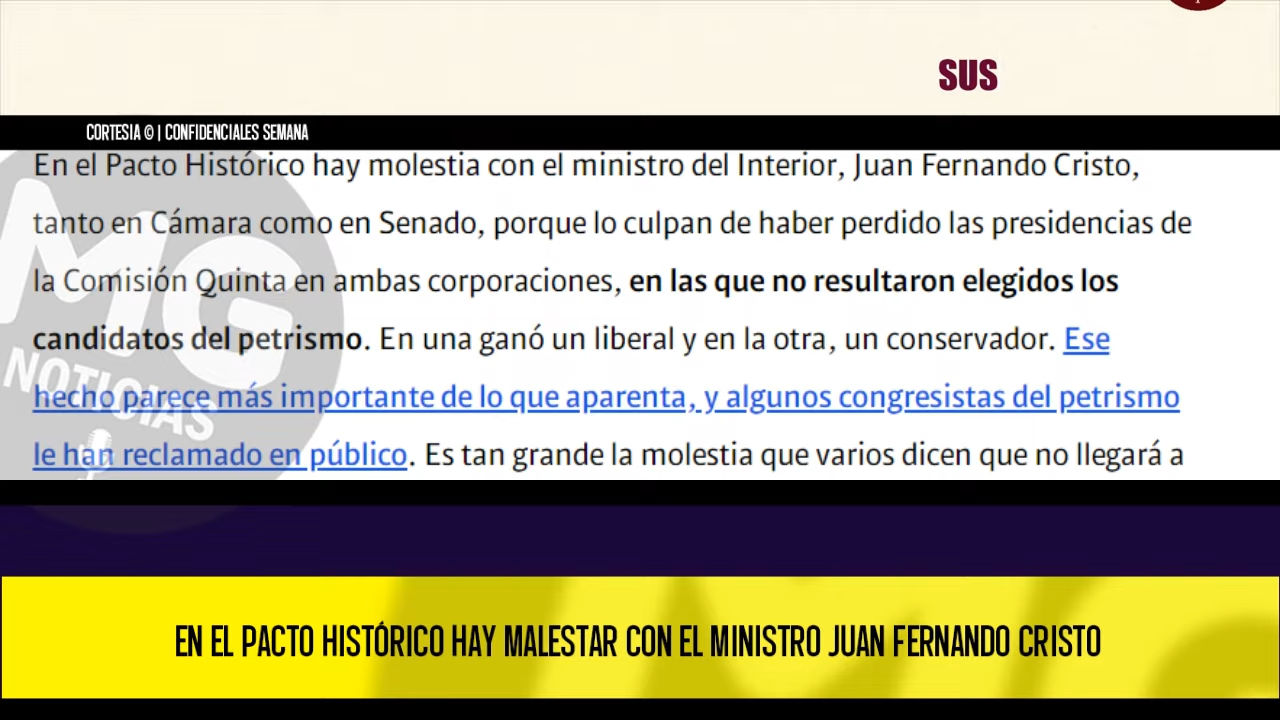 SUS
CORTESIA © | CONFIDENCIALES SEMANA
En el Pacto Histórico hay molestia con el ministro del Interior, Juan Fernando Cristo,
tanto en Cámara como en Senado, porque lo culpan de haber perdido las presidencias de
la Comisión Quinta en ambas corporaciones, en las que no resultaron elegidos los
candidatos del petrismo. En una ganó un liberal y en la otra, un conservador. Ese
hecho parece más importante de lo que aparenta, y algunos congresistas del petrismo
le han reclamado en público. Es tan grande la molestia que varios dicen que no llegará a
MG
NOTICIAS
EN EL PACTO HISTÓRICO HAY MALESTAR CON EL MINISTRO JUAN FERNANDO CRISTO